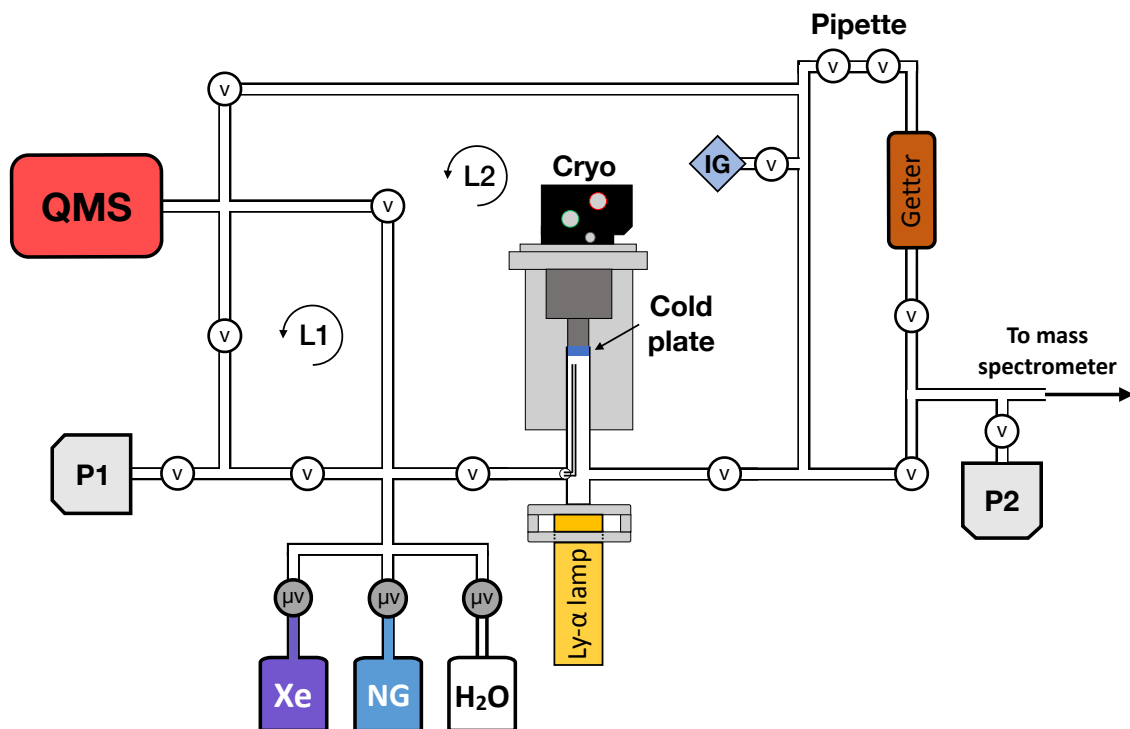 Pipette
v
v
v
Cryo
IG
v
L2
QMS
Getter
v
Cold
plate
L1
v
v
To mass
spectrometer
v
P1
v
v
v
v
v
P2
Ly-α lamp
μv
μv
μv
Xe
NG
H₂O